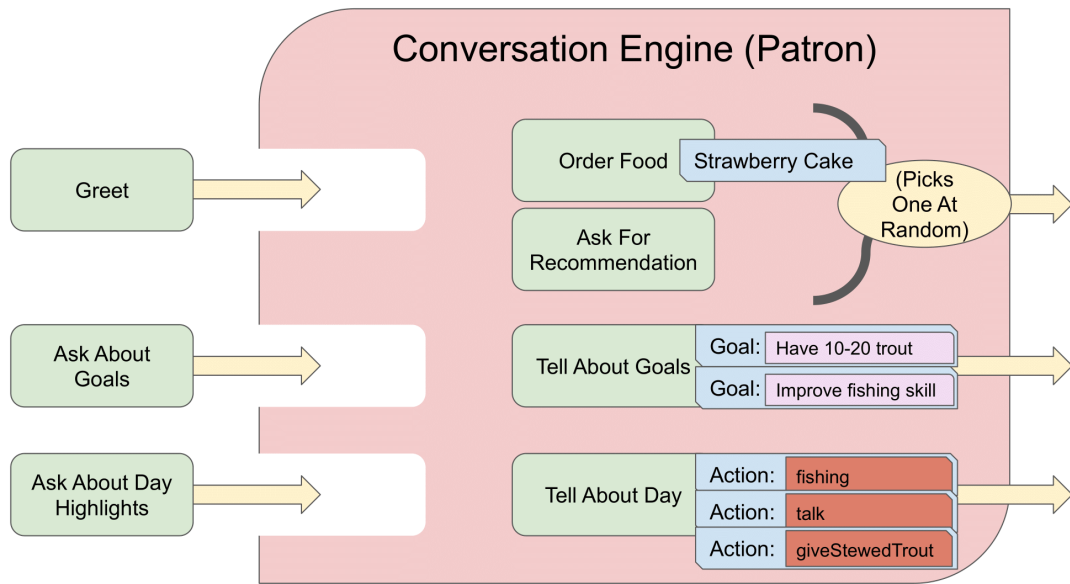 Conversation Engine (Patron)
Greet
Order Food
Strawberry Cake
(Picks
One At
Random)
Ask For
Recommendation
Ask About
Goals
Tell About Goals
Goal: Have 10-20 trout
Goal: Improve fishing skill
Ask About Day
Highlights
Tell About Day
Action: fishing
Action: talk
Action: giveStewedTrout